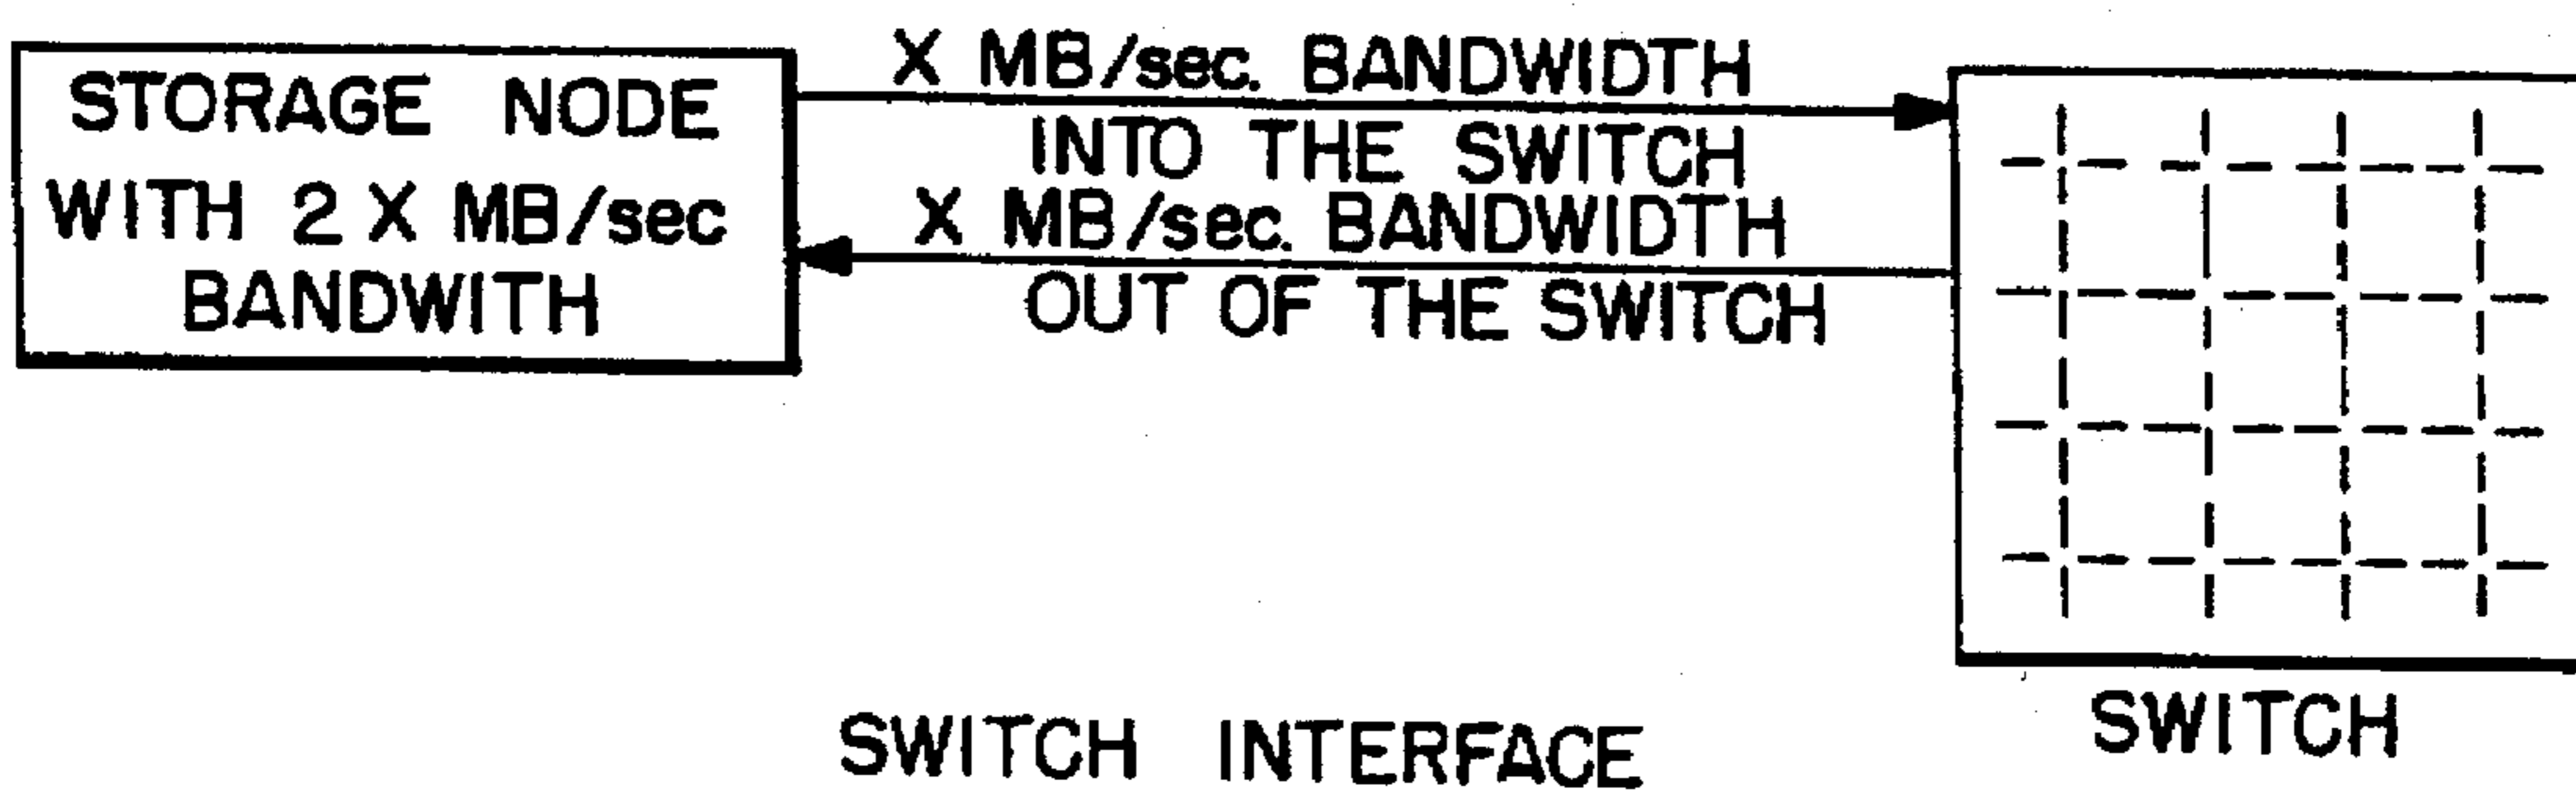 STORAGE NODE
WITH 2 X MB/sec
BANDWITH
X MB/sec. BANDWIDTH
INTO THE SWITCH
X MB/sec. BANDWIDTH
OUT OF THE SWITCH
SWITCH
SWITCH INTERFACE